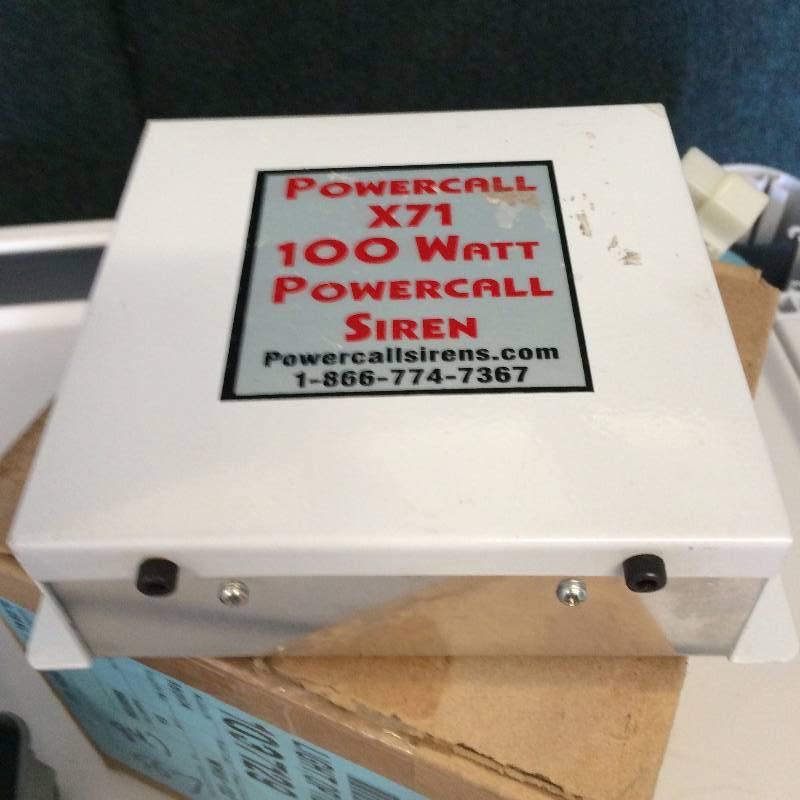 POWERCALL
X71
100 WATT
POWERCALL
SIREN
Powercallsirens.com
1-866-774-7367